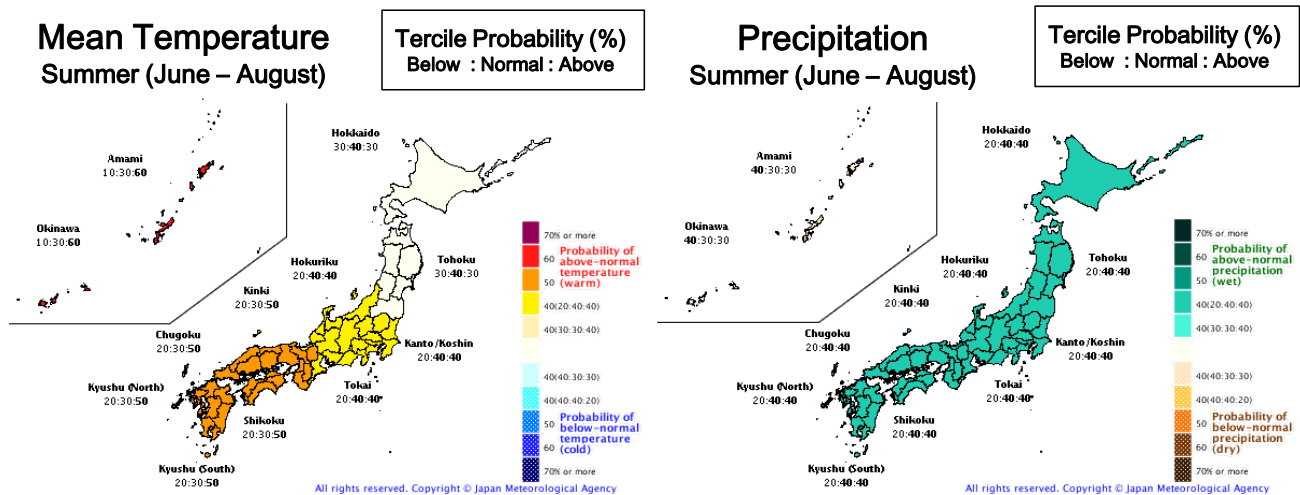 Mean Temperature
Summer (June – August)
Tercile Probability (%)
Below : Normal : Above
Hokkaido
30:40:30
Amami
10:30:60
Okinawa
10:30:60
Hokuriku
20:40:40
Tohoku
30:40:30
Kinki
20:30:50
Chugoku
20:30:50
Kanto/Koshin
20:40:40
Kyushu (North)
20:30:50
Tokai
20:40:40
Shikoku
20:30:50
Kyushu (South)
20:30:50
70% or more
60
50
Probability of
above-normal
temperature
(warm)
40(20:40:40)
40(30:30:40)
40(40:30:30)
40(40:40:20)
50
60
Probability of
below-normal
temperature
(cold)
70% or more
All rights reserved. Copyright © Japan Meteorological Agency
Precipitation
Summer (June – August)
Tercile Probability (%)
Below : Normal : Above
Hokkaido
20:40:40
Amami
40:30:30
Okinawa
40:30:30
Hokuriku
20:40:40
Tohoku
20:40:40
Kinki
20:40:40
Chugoku
20:40:40
Kanto/Koshin
20:40:40
Kyushu (North)
20:40:40
Tokai
20:40:40
Shikoku
20:40:40
Kyushu (South)
20:40:40
70% or more
60
50
Probability of
above-normal
precipitation
(wet)
40(20:40:40)
40(30:30:40)
40(40:30:30)
40(40:40:20)
50
60
Probability of
below-normal
precipitation
(dry)
70% or more
All rights reserved. Copyright © Japan Meteorological Agency